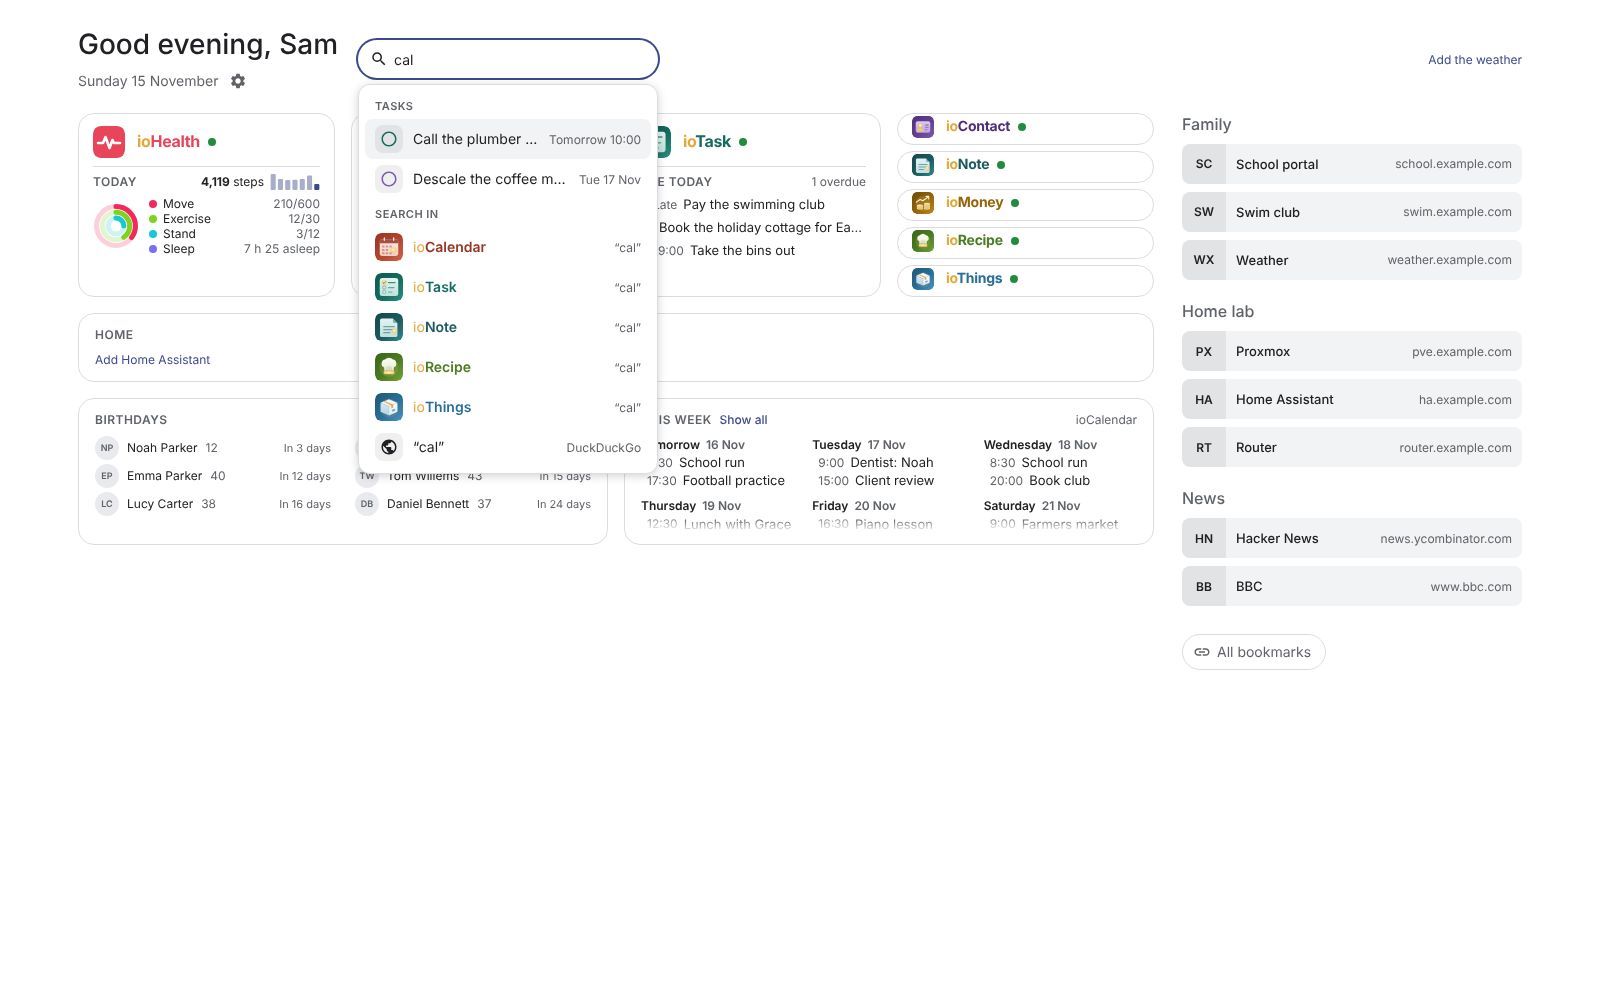 Good evening, Sam
Sunday 15 November
cal
Add the weather
TASKS
Call the plumber ... Tomorrow 10:00
Descale the coffee m... Tue 17 Nov
SEARCH IN
ioCalendar "cal"
ioTask "cal"
ioNote "cal"
ioRecipe "cal"
ioThings "cal"
"cal" DuckDuckGo
ioHealth
TODAY 4,119 steps
Move 210/600
Exercise 12/30
Stand 3/12
Sleep 7 h 25 asleep
ioTask
E TODAY 1 overdue
ate Pay the swimming club
Book the holiday cottage for Ea...
9:00 Take the bins out
ioContact
ioNote
ioMoney
ioRecipe
ioThings
HOME
Add Home Assistant
BIRTHDAYS
NP Noah Parker 12 In 3 days
EP Emma Parker 40 In 12 days
TW Tom Willems 43 In 15 days
LC Lucy Carter 38 In 16 days
DB Daniel Bennett 37 In 24 days
IS WEEK Show all ioCalendar
morrow 16 Nov
30 School run
17:30 Football practice
Tuesday 17 Nov
9:00 Dentist: Noah
15:00 Client review
Wednesday 18 Nov
8:30 School run
20:00 Book club
Thursday 19 Nov
12:30 Lunch with Grace
Friday 20 Nov
16:30 Piano lesson
Saturday 21 Nov
9:00 Farmers market
Family
SC School portal school.example.com
SW Swim club swim.example.com
WX Weather weather.example.com
Home lab
PX Proxmox pve.example.com
HA Home Assistant ha.example.com
RT Router router.example.com
News
HN Hacker News news.ycombinator.com
BB BBC www.bbc.com
All bookmarks